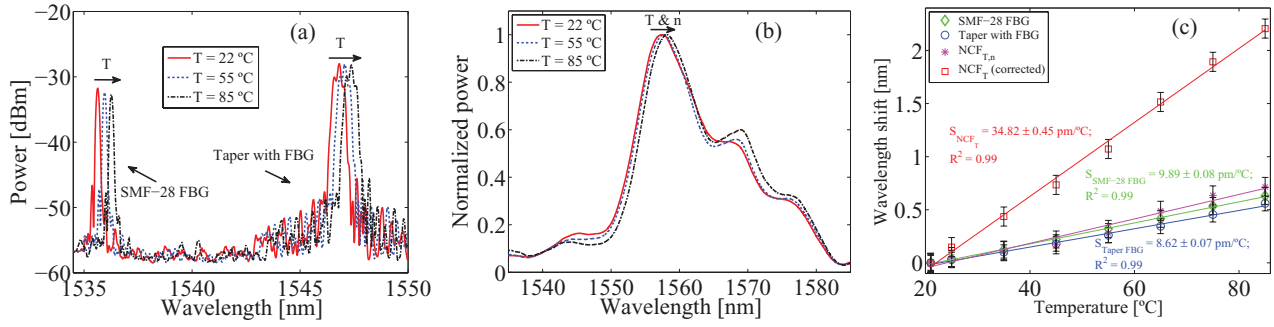 (a)
T
T
T = 22 ºC
T = 55 ºC
T = 85 ºC
Taper with FBG
SMF−28 FBG
−20
−30
−40
−50
−60
Power [dBm]
1535
1540
1545
1550
Wavelength [nm]
(b)
T & n
T = 22 ºC
T = 55 ºC
T = 85 ºC
1
0.8
0.6
0.4
0.2
0
Normalized power
1540
1550
1560
1570
1580
Wavelength [nm]
(c)
SMF−28 FBG
Taper with FBG
NCF_T,n
NCF_T (corrected)
S_NCF_T = 34.82 ± 0.45 pm/ºC;
R² = 0.99
S_SMF−28 FBG = 9.89 ± 0.08 pm/ºC;
R² = 0.99
S_Taper FBG = 8.62 ± 0.07 pm/ºC;
R² = 0.99
2
1.5
1
0.5
0
Wavelength shift [nm]
20
40
60
80
Temperature [ºC]